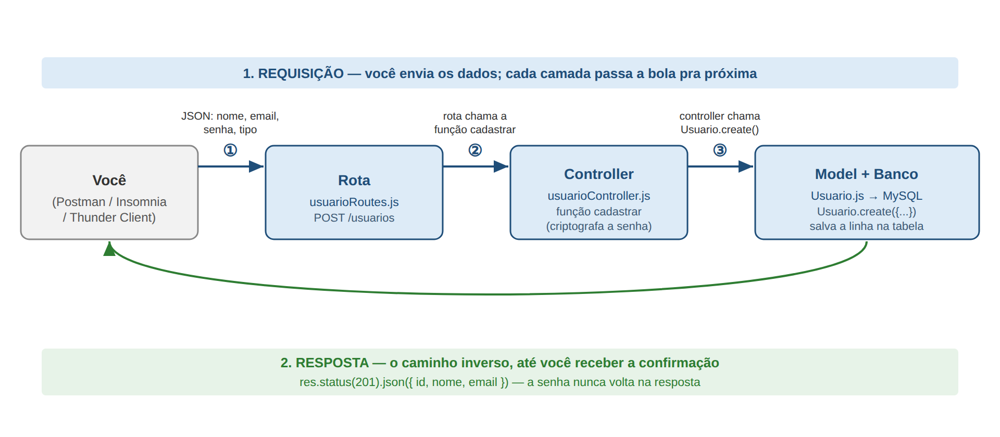 1. REQUISIÇÃO — você envia os dados; cada camada passa a bola pra próxima
JSON: nome, email,
senha, tipo
①
rota chama a
função cadastrar
②
controller chama
Usuario.create()
③
Você
(Postman / Insomnia
/ Thunder Client)
Rota
usuarioRoutes.js
POST /usuarios
Controller
usuarioController.js
função cadastrar
(criptografa a senha)
Model + Banco
Usuario.js → MySQL
Usuario.create({...})
salva a linha na tabela
2. RESPOSTA — o caminho inverso, até você receber a confirmação
res.status(201).json({ id, nome, email }) — a senha nunca volta na resposta